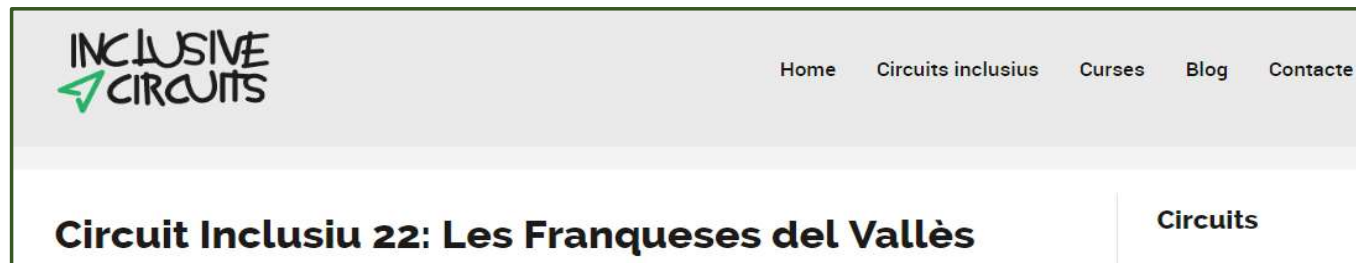 INCLUSIVE
CIRCUITS
Home Circuits inclusius Curses Blog Contacte
Circuit Inclusiu 22: Les Franqueses del Vallès
Circuits